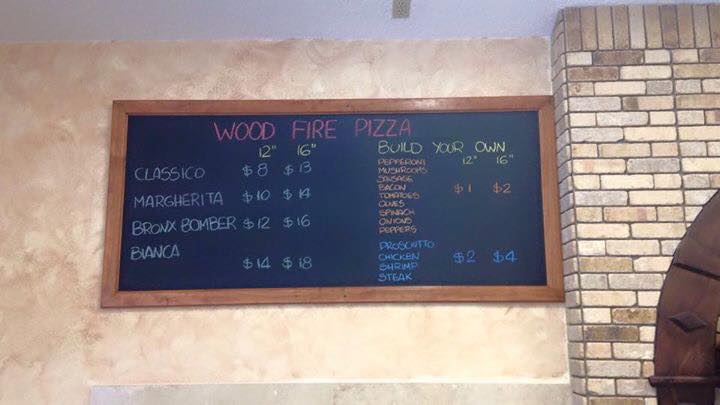 WOOD FIRE PIZZA
12" 16"
CLASSICO $8 $13
MARGHERITA $10 $14
BRONX BOMBER $12 $16
BIANCA
$14 $18
BUILD YOUR OWN
12" 16"
PEPPERONI
MUSHROOMS
SAUSAGE
BACON $1 $2
TOMATOES
OLIVES
SPINACH
ONIONS
PEPPERS
PROSCIUTTO
CHICKEN $2 $4
SHRIMP
STEAK